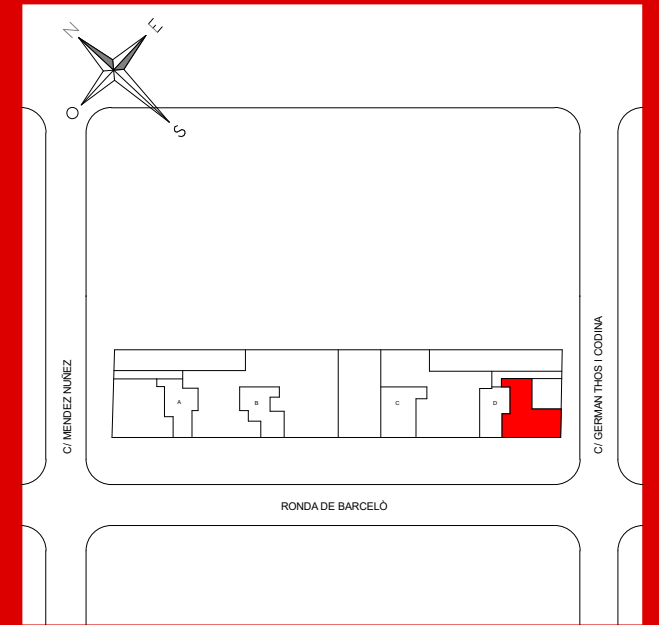 N
E
O
S
C/ MENDEZ NUÑEZ
C/ GERMAN THOS I CODINA
A
B
C
D
RONDA DE BARCELÒ